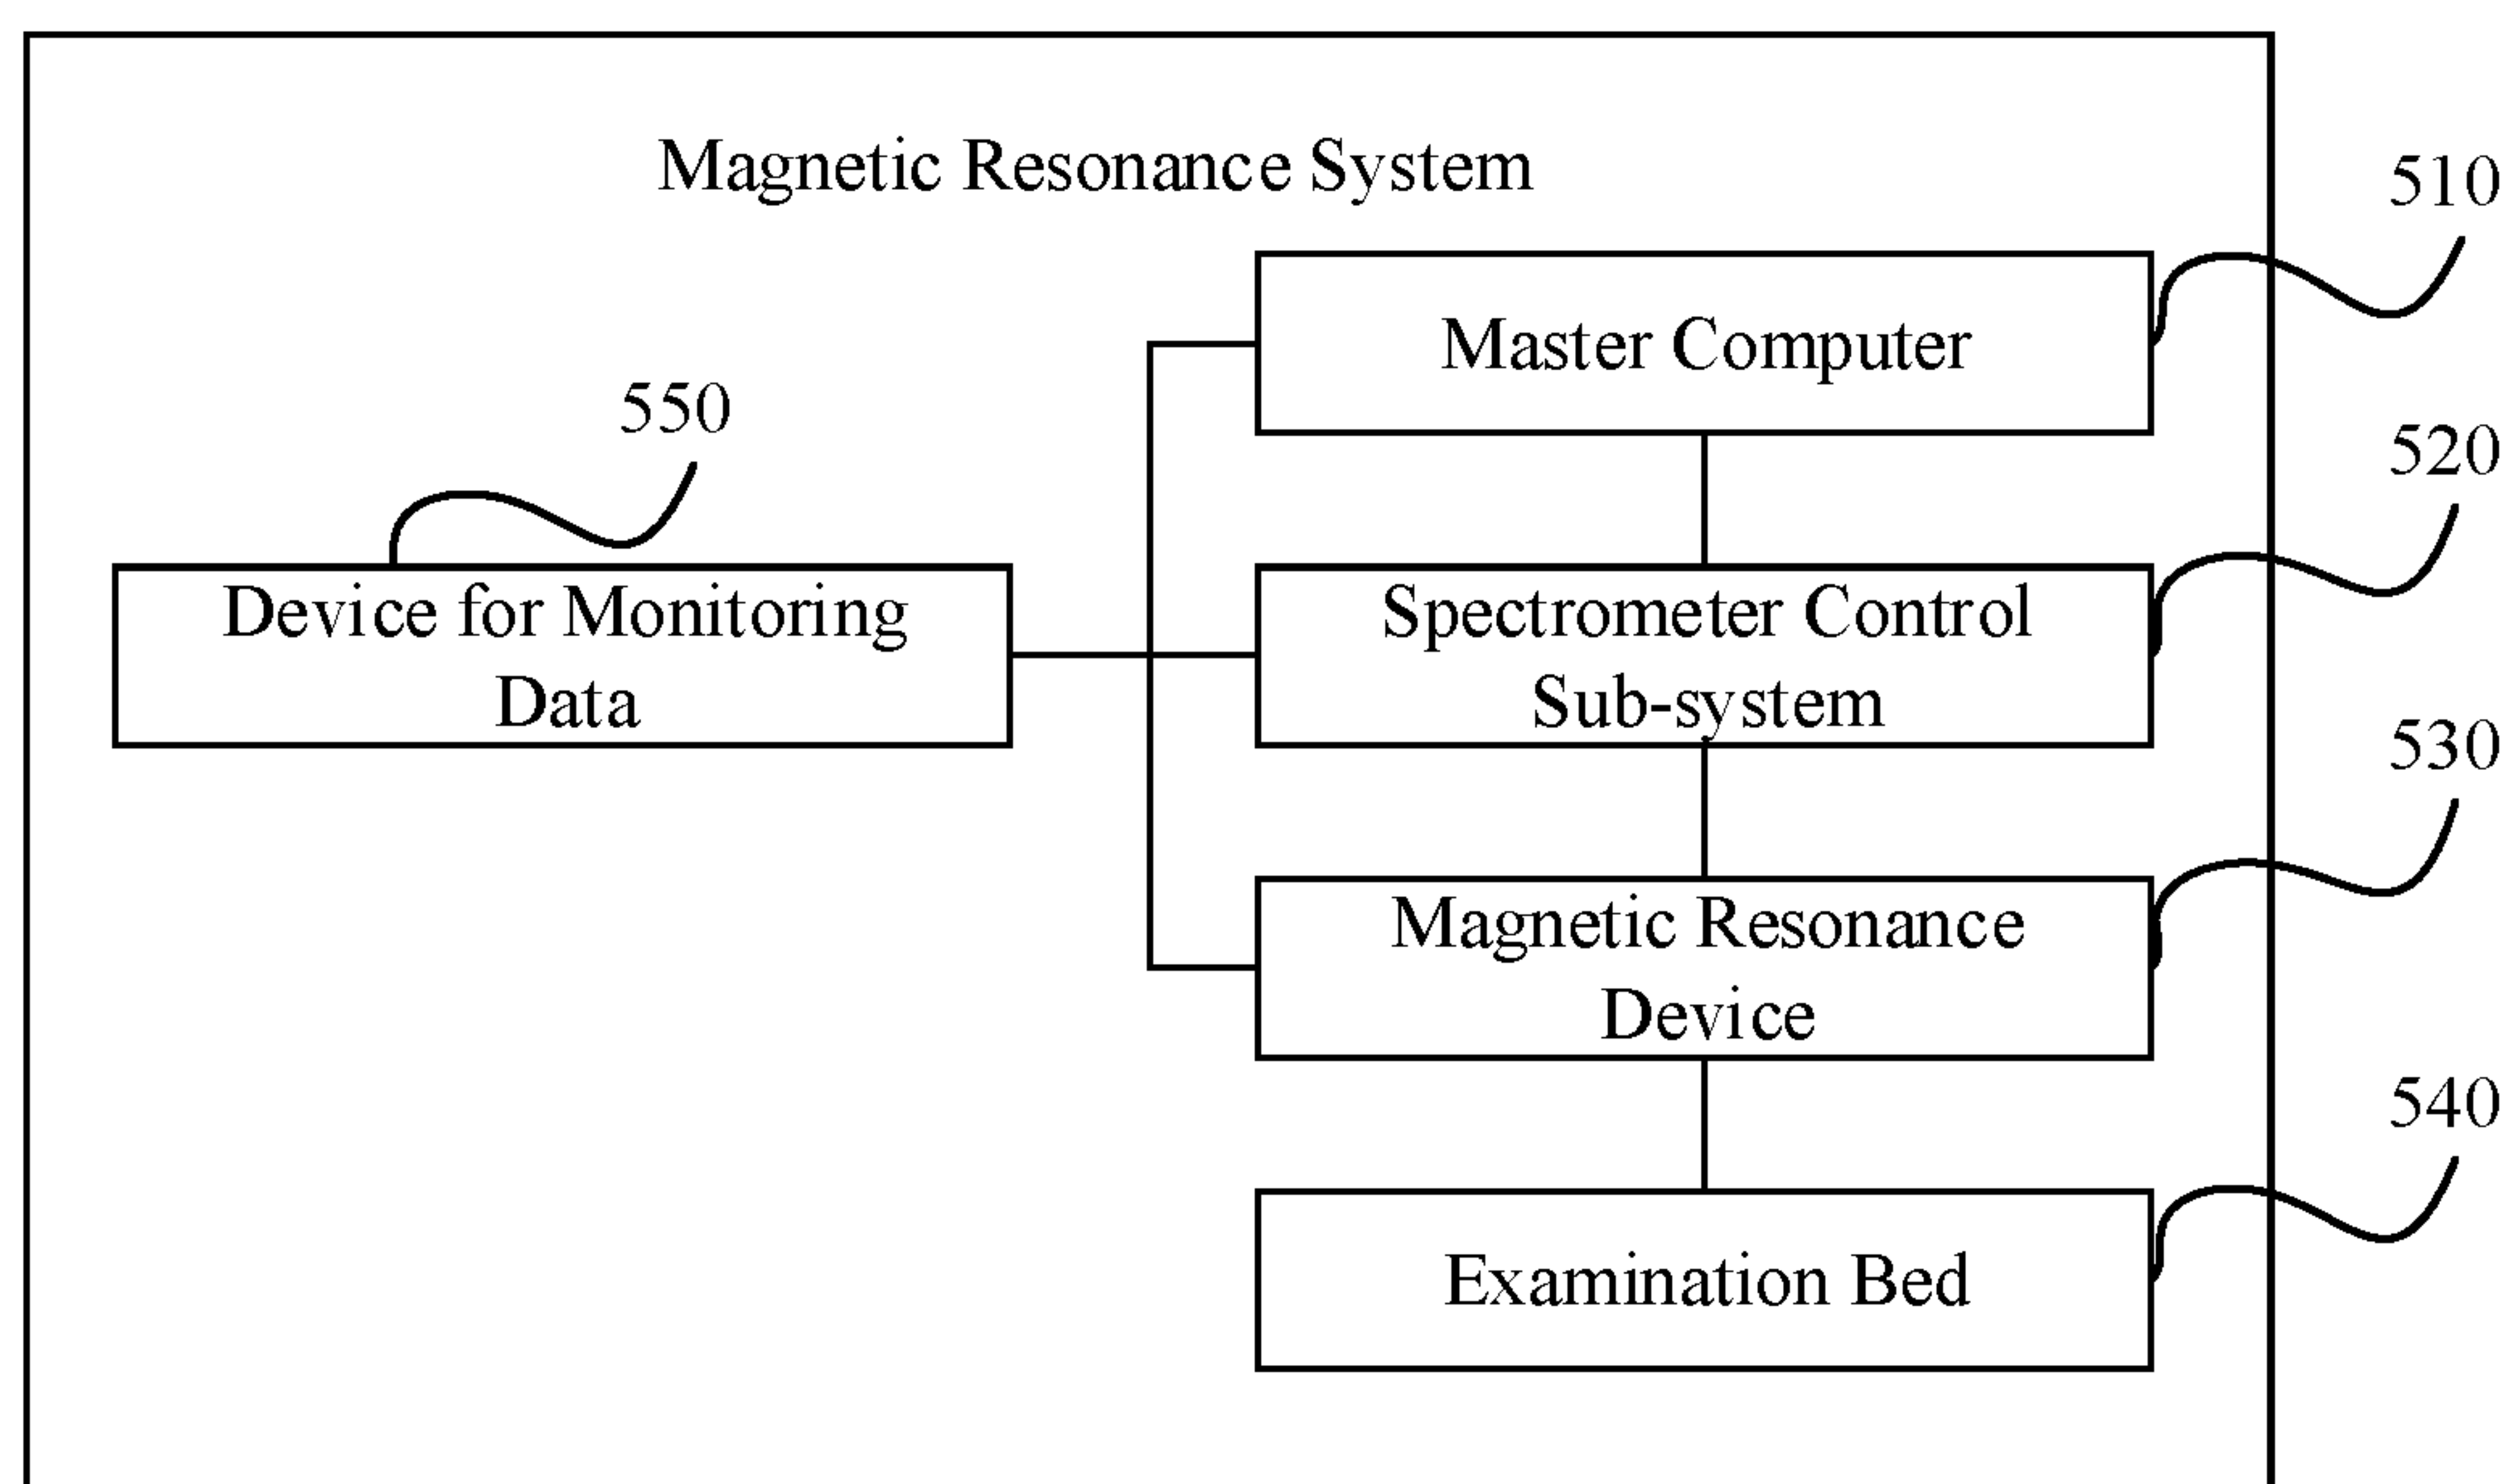 Magnetic Resonance System
510
Master Computer
550
520
Device for Monitoring
Data
Spectrometer Control
Sub-system
530
Magnetic Resonance
Device
540
Examination Bed